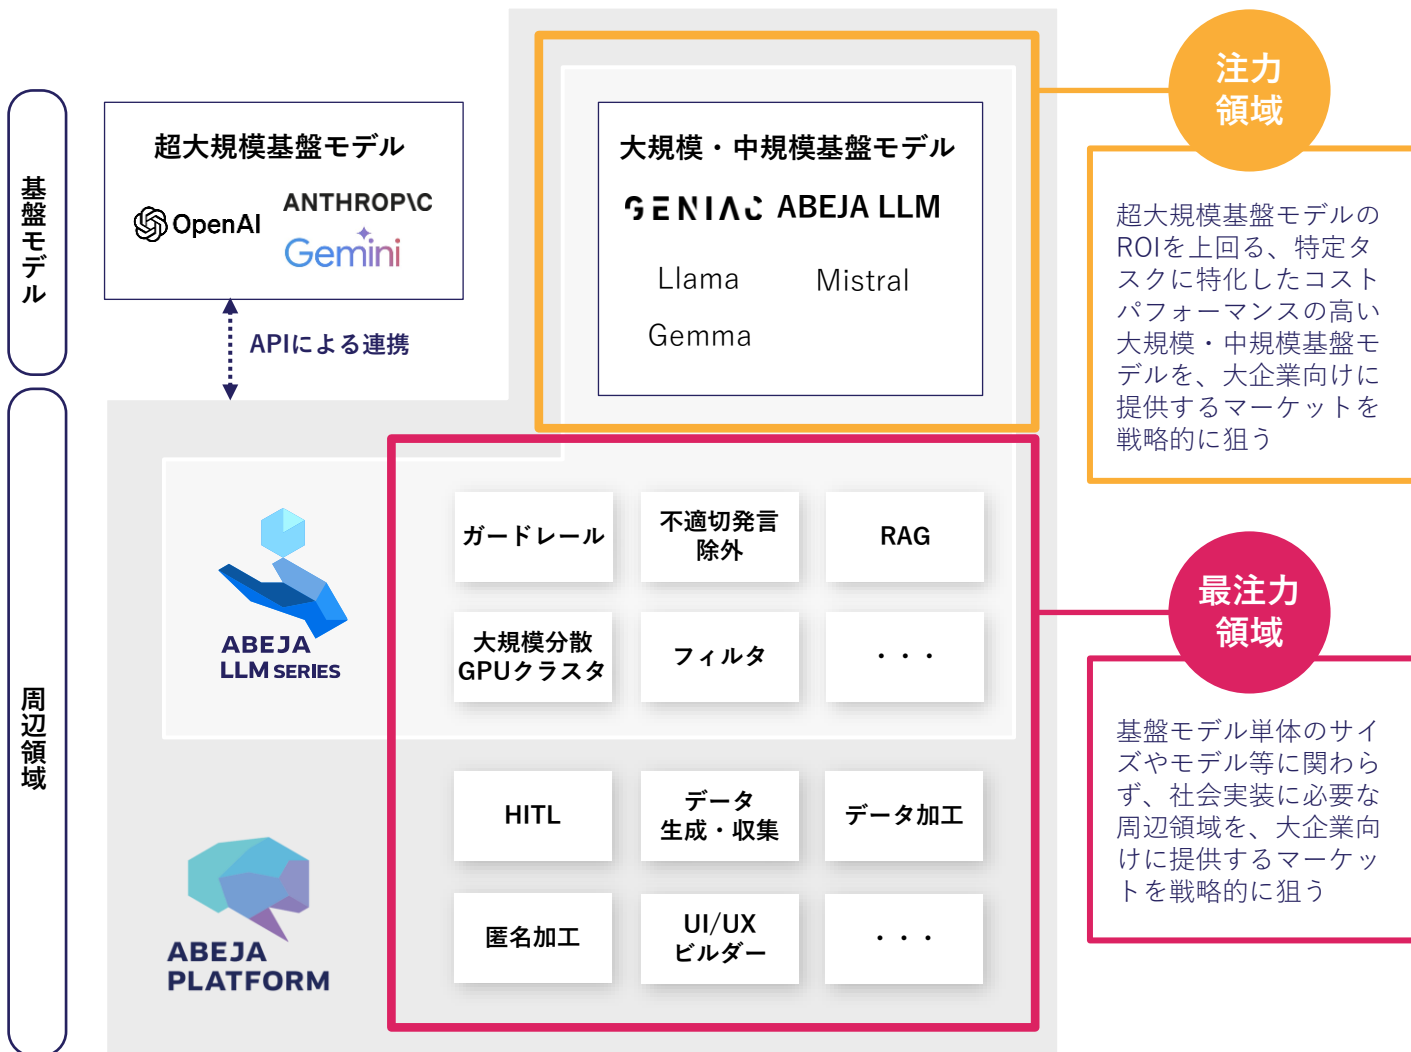 基盤モデル
超大規模基盤モデル
OpenAI
ANTHROP\C
Gemini
APIによる連携
大規模・中規模基盤モデル
GENIAC ABEJA LLM
Llama
Mistral
Gemma
注力
領域
超大規模基盤モデルの
ROIを上回る、特定タ
スクに特化したコスト
パフォーマンスの高い
大規模・中規模基盤モ
デルを、大企業向けに
提供するマーケットを
戦略的に狙う
周辺領域
ABEJA
LLM SERIES
ガードレール
不適切発言
除外
RAG
大規模分散
GPUクラスタ
フィルタ
・・・
ABEJA
PLATFORM
HITL
データ
生成・収集
データ加工
匿名加工
UI/UX
ビルダー
・・・
最注力
領域
基盤モデル単体のサイ
ズやモデル等に関わら
ず、社会実装に必要な
周辺領域を、大企業向
けに提供するマーケッ
トを戦略的に狙う